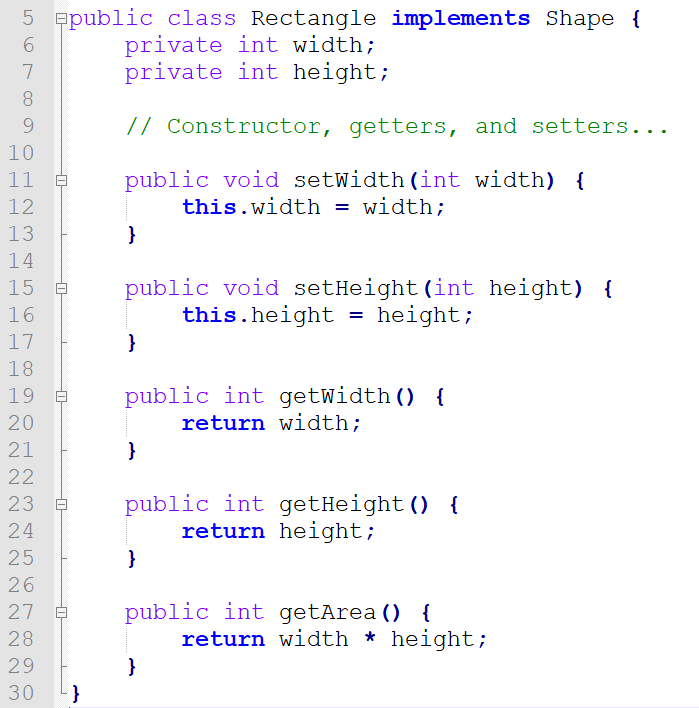 5 public class Rectangle implements Shape {
6     private int width;
7     private int height;
8
9     // Constructor, getters, and setters...
10
11     public void setWidth(int width) {
12         this.width = width;
13     }
14
15     public void setHeight(int height) {
16         this.height = height;
17     }
18
19     public int getWidth() {
20         return width;
21     }
22
23     public int getHeight() {
24         return height;
25     }
26
27     public int getArea() {
28         return width * height;
29     }
30 }